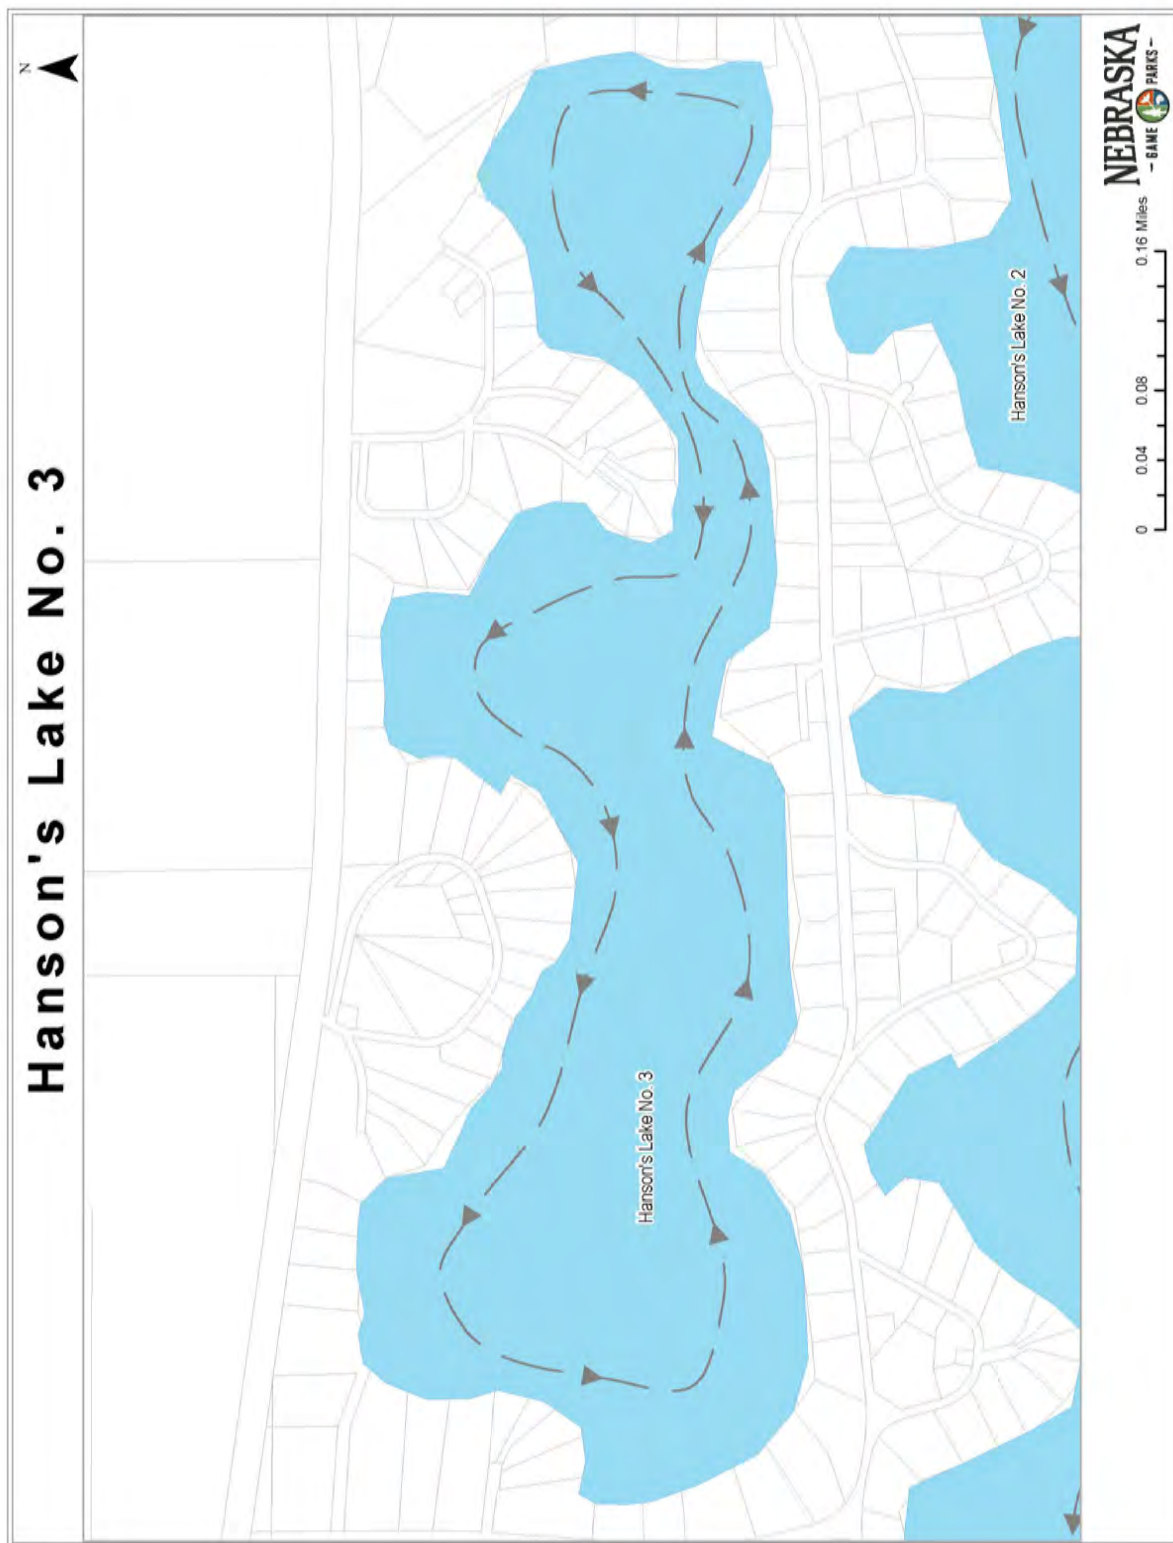 Hanson's Lake No. 3
N
Hanson's Lake No. 3
Hanson's Lake No. 2
0 0.04 0.08 0.16 Miles
NEBRASKA
- GAME PARKS -